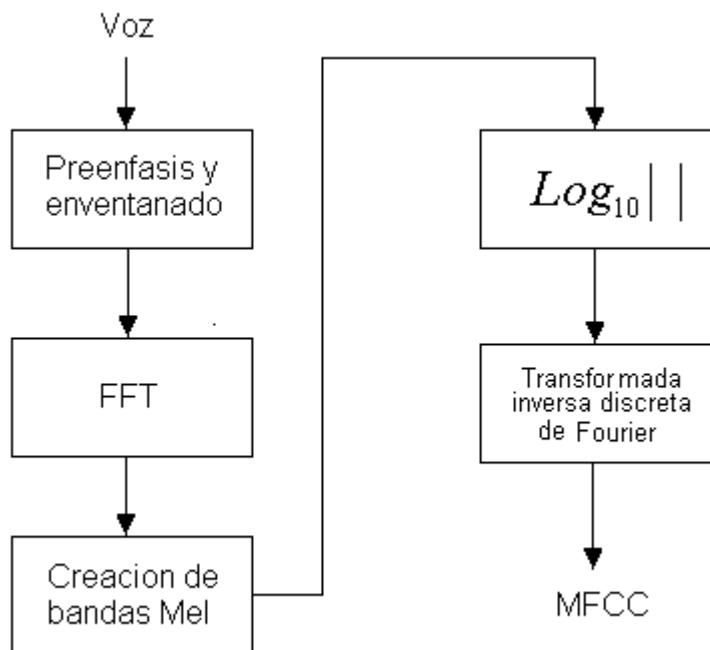 Voz
Preenfasis y
enventanado
FFT
Creacion de
bandas Mel
Log₁₀| |
Transformada
inversa discreta
de Fourier
MFCC